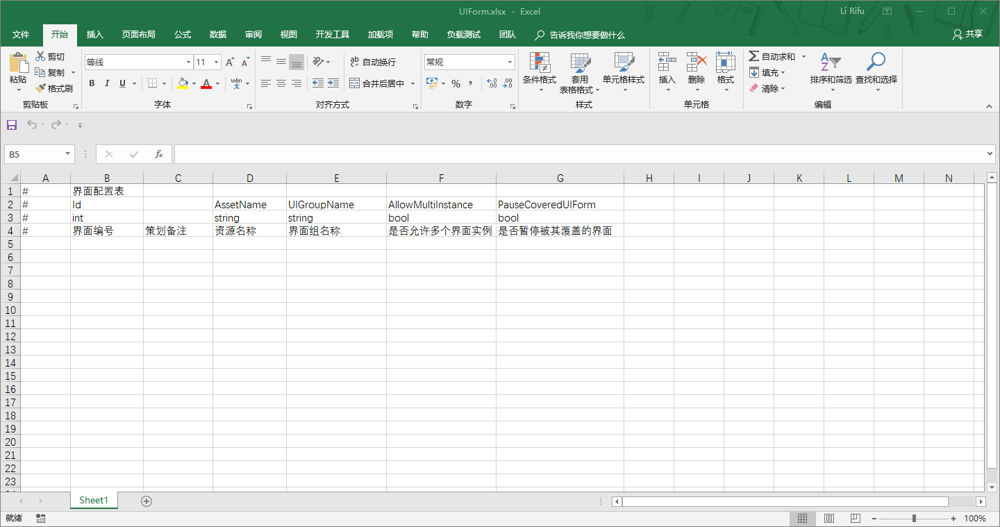 UIForm.xlsx - Excel
Li Rifu
文件 开始 插入 页面布局 公式 数据 审阅 视图 开发工具 加载项 帮助 负载测试 团队 告诉我你想要做什么 共享
粘贴 剪切 复制 格式刷
等线 11
B I U A wén 文
ab c 自动换行
合并后居中
常规
% , .00 .00
条件格式 套用 表格格式 单元格样式
插入 删除 格式
自动求和 填充 清除
排序和筛选 查找和选择
剪贴板 字体 对齐方式 数字 样式 单元格 编辑
B5 fx
A B C D E F G H I J K L M N
1 # 界面配置表
2 # Id AssetName UIGroupName AllowMultiInstance PauseCoveredUIForm
3 # int string string bool bool
4 # 界面编号 策划备注 资源名称 界面组名称 是否允许多个界面实例 是否暂停被其覆盖的界面
5
6
7
8
9
10
11
12
13
14
15
16
17
18
19
20
21
22
23
Sheet1
就绪 100%